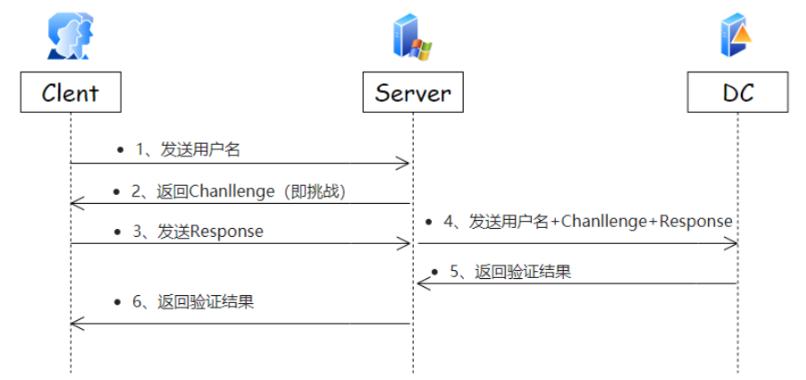 Clent
Server
DC
1、发送用户名
2、返回Chanllenge（即挑战）
3、发送Response
4、发送用户名+Chanllenge+Response
5、返回验证结果
6、返回验证结果